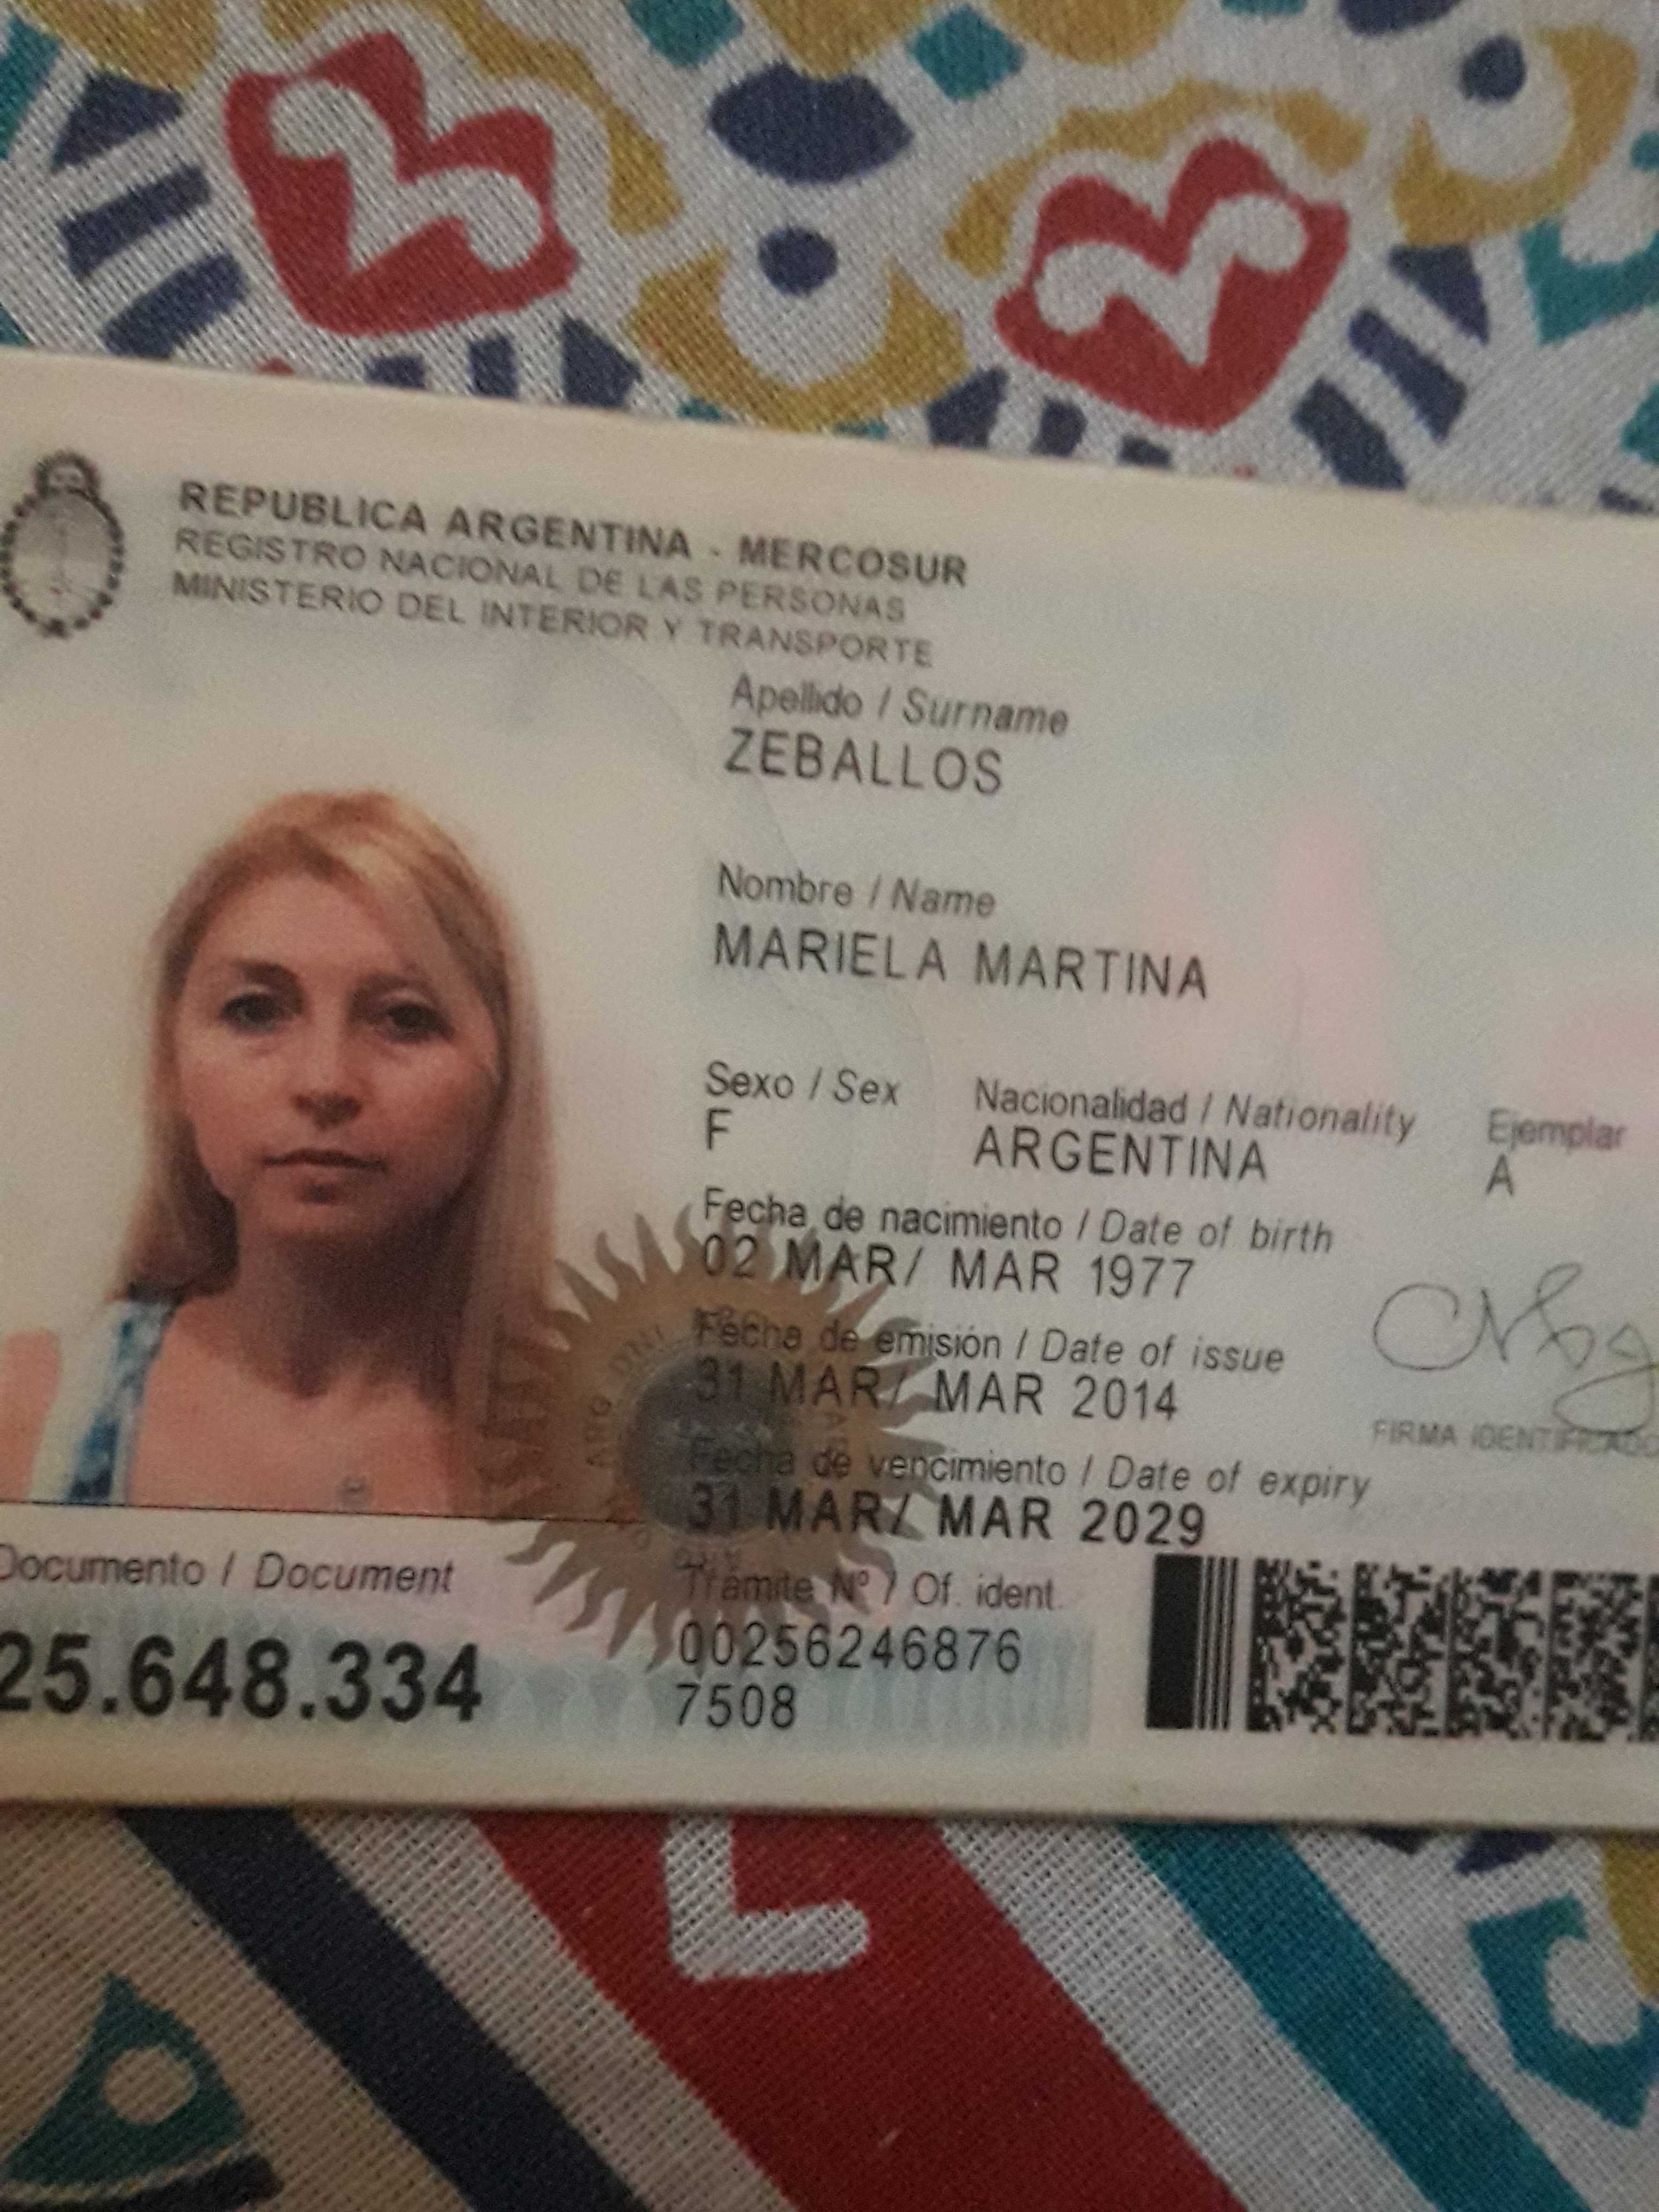 REPUBLICA ARGENTINA - MERCOSUR
REGISTRO NACIONAL DE LAS PERSONAS
MINISTERIO DEL INTERIOR Y TRANSPORTE
Apellido / Surname
ZEBALLOS
Nombre / Name
MARIELA MARTINA
Sexo / Sex Nacionalidad / Nationality Ejemplar
F ARGENTINA A
Fecha de nacimiento / Date of birth
02 MAR/ MAR 1977
Fecha de emisión / Date of issue
31 MAR/ MAR 2014
FIRMA IDENTIFICADO
Fecha de vencimiento / Date of expiry
31 MAR/ MAR 2029
Documento / Document
25.648.334
Trámite Nº / Of. ident.
00256246876
7508